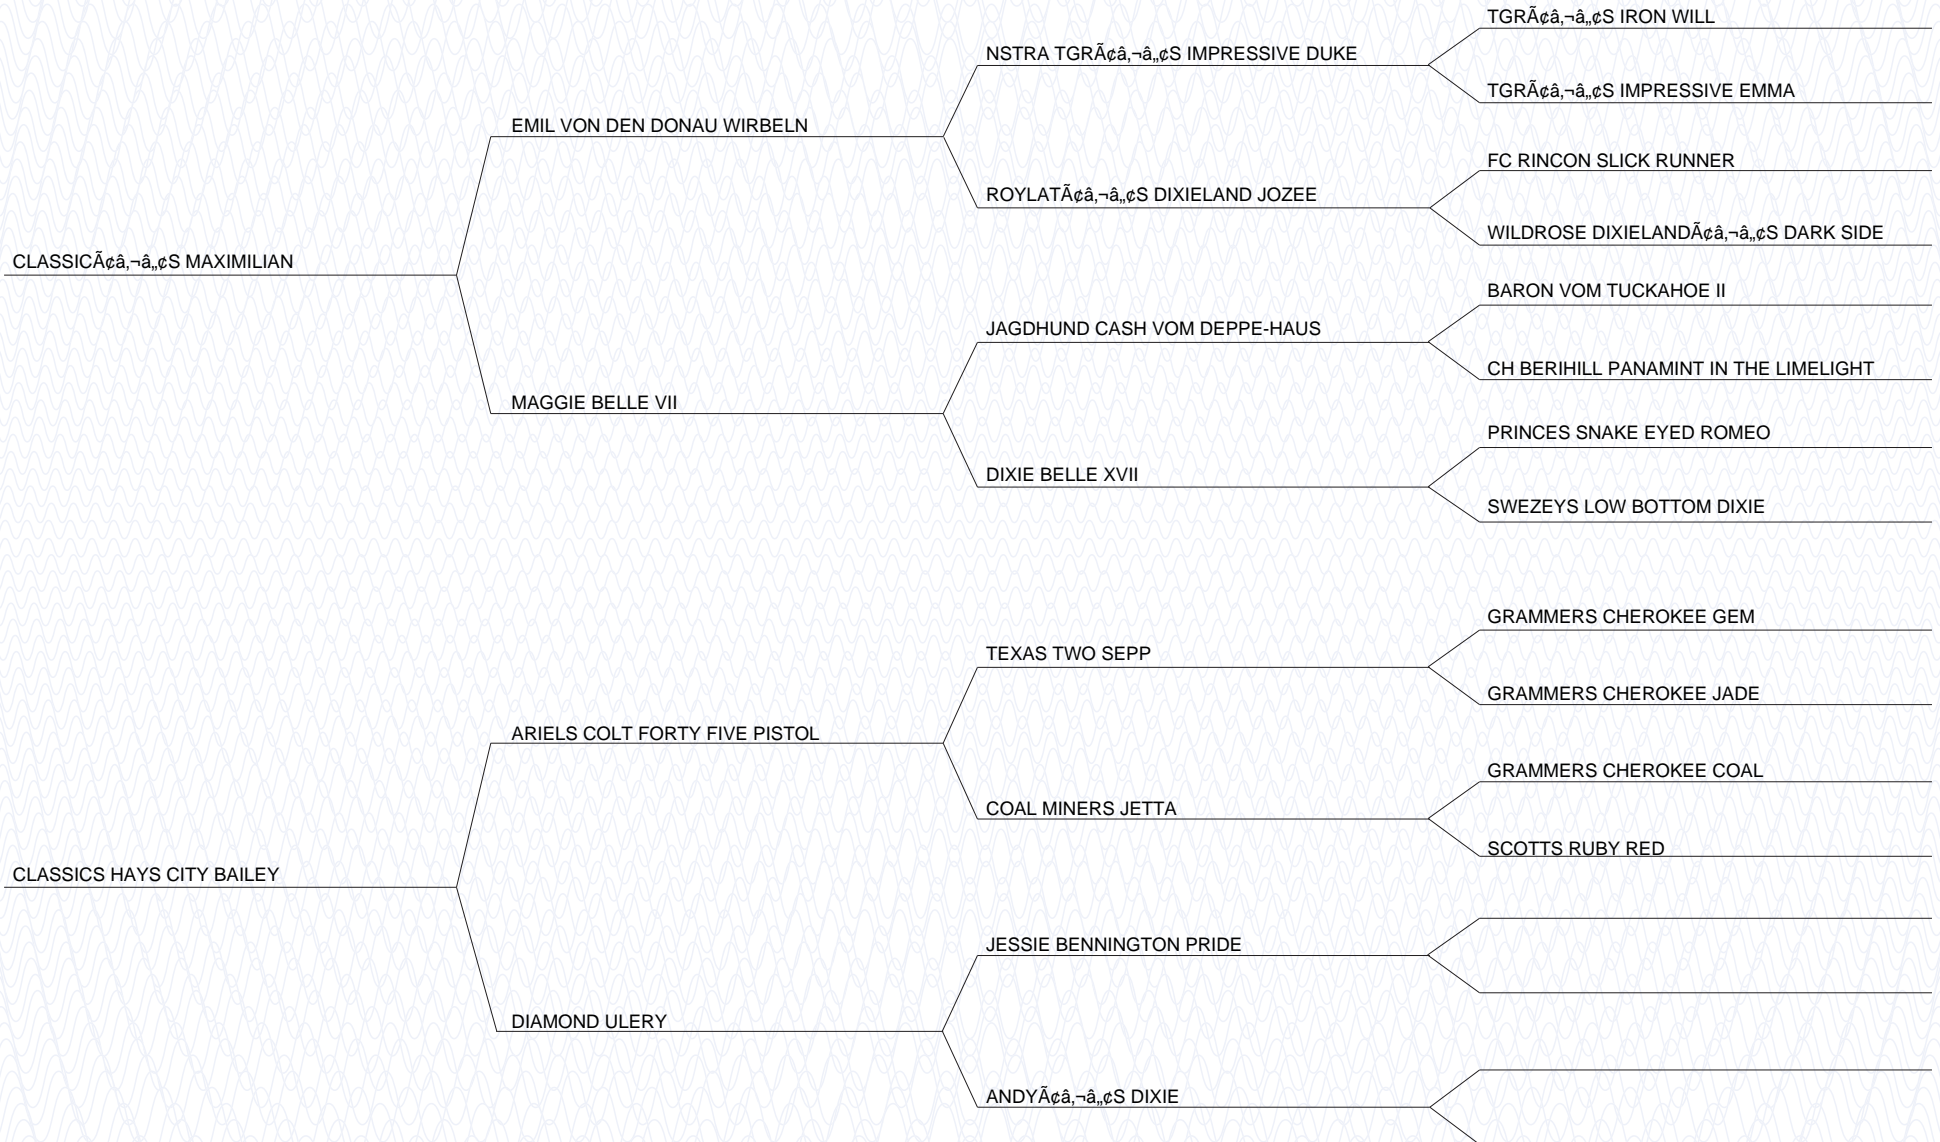 TGRÃ¢â‚¬â„¢S IRON WILL
NSTRA TGRÃ¢â‚¬â„¢S IMPRESSIVE DUKE
TGRÃ¢â‚¬â„¢S IMPRESSIVE EMMA
EMIL VON DEN DONAU WIRBELN
FC RINCON SLICK RUNNER
ROYLATÃ¢â‚¬â„¢S DIXIELAND JOZEE
WILDROSE DIXIELANDÃ¢â‚¬â„¢S DARK SIDE
CLASSICÃ¢â‚¬â„¢S MAXIMILIAN
BARON VOM TUCKAHOE II
JAGDHUND CASH VOM DEPPE-HAUS
CH BERIHILL PANAMINT IN THE LIMELIGHT
MAGGIE BELLE VII
PRINCES SNAKE EYED ROMEO
DIXIE BELLE XVII
SWEZEYS LOW BOTTOM DIXIE
GRAMMERS CHEROKEE GEM
TEXAS TWO SEPP
GRAMMERS CHEROKEE JADE
ARIELS COLT FORTY FIVE PISTOL
GRAMMERS CHEROKEE COAL
COAL MINERS JETTA
SCOTTS RUBY RED
CLASSICS HAYS CITY BAILEY
JESSIE BENNINGTON PRIDE
DIAMOND ULERY
ANDYÃ¢â‚¬â„¢S DIXIE